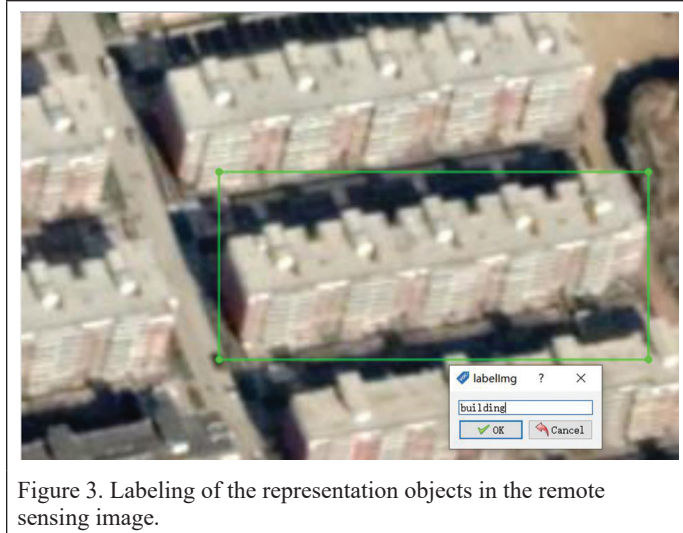 labelImg ? ×
building
OK Cancel
Figure 3. Labeling of the representation objects in the remote
sensing image.